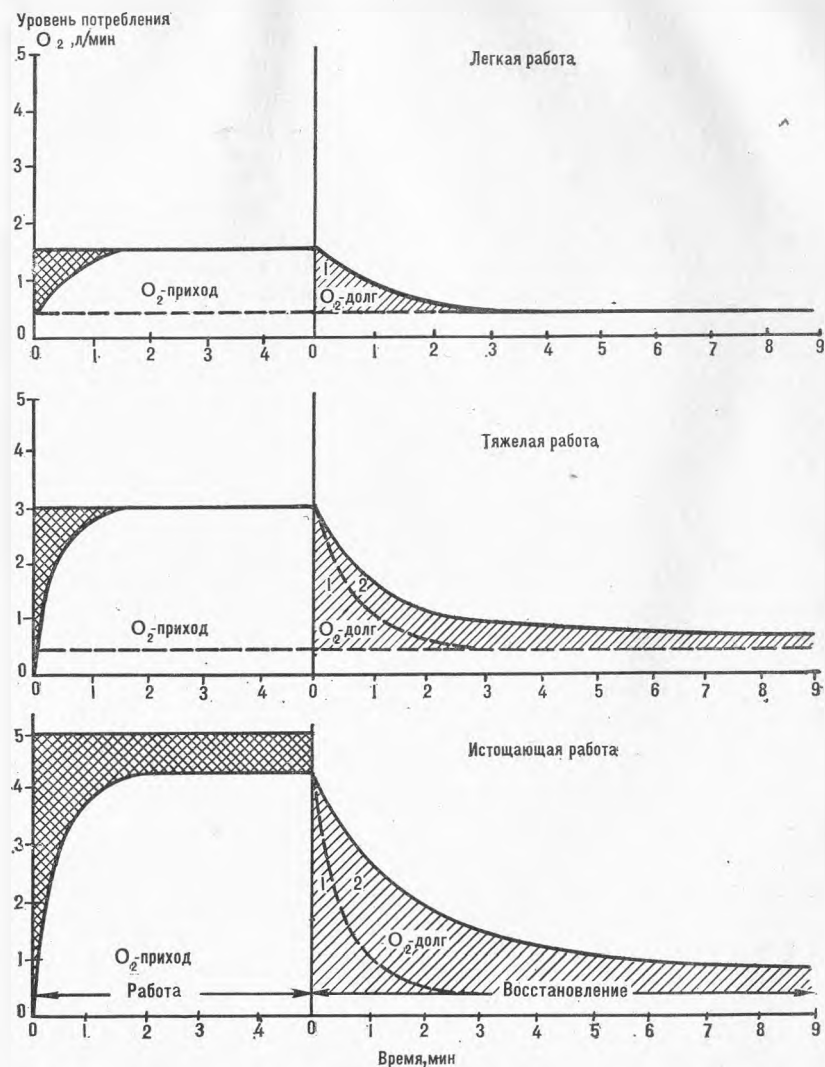 Уровень потребления
O₂, л/мин
5
4
3
2
1
0
Легкая работа
O₂-приход
1
O₂-долг
0 1 2 3 4 0 1 2 3 4 5 6 7 8 9
5
4
3
2
1
0
Тяжелая работа
O₂-приход
1 2
O₂-долг
0 1 2 3 4 0 1 2 3 4 5 6 7 8 9
5
4
3
2
1
0
Истощающая работа
1 2
O₂-приход
O₂-долг
Работа
Восстановление
0 1 2 3 4 0 1 2 3 4 5 6 7 8 9
Время, мин